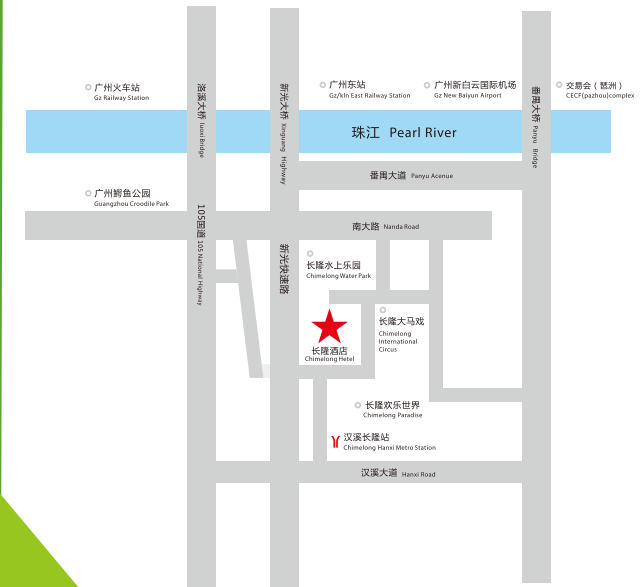 广州火车站
Gz Railway Station
广州东站
Gz/kln East Railway Station
广州新白云国际机场
Gz New Baiyun Airport
交易会（琶洲）
CECF(pazhou)complex
洛溪大桥 luoxi Bridge
新光大桥 Xinguang Highway
番禺大桥 Panyu Bridge
珠江 Pearl River
番禺大道 Panyu Acenue
广州鳄鱼公园
Guangzhou Croodile Park
105国道 105 National Highway
南大路 Nanda Road
新光快速路
长隆水上乐园
Chimelong Water Park
长隆大马戏
Chimelong
International
Circus
长隆酒店
Chimelong Hetel
长隆欢乐世界
Chimelong Paradise
汉溪长隆站
Chimelong Hanxi Metro Station
汉溪大道 Hanxi Road